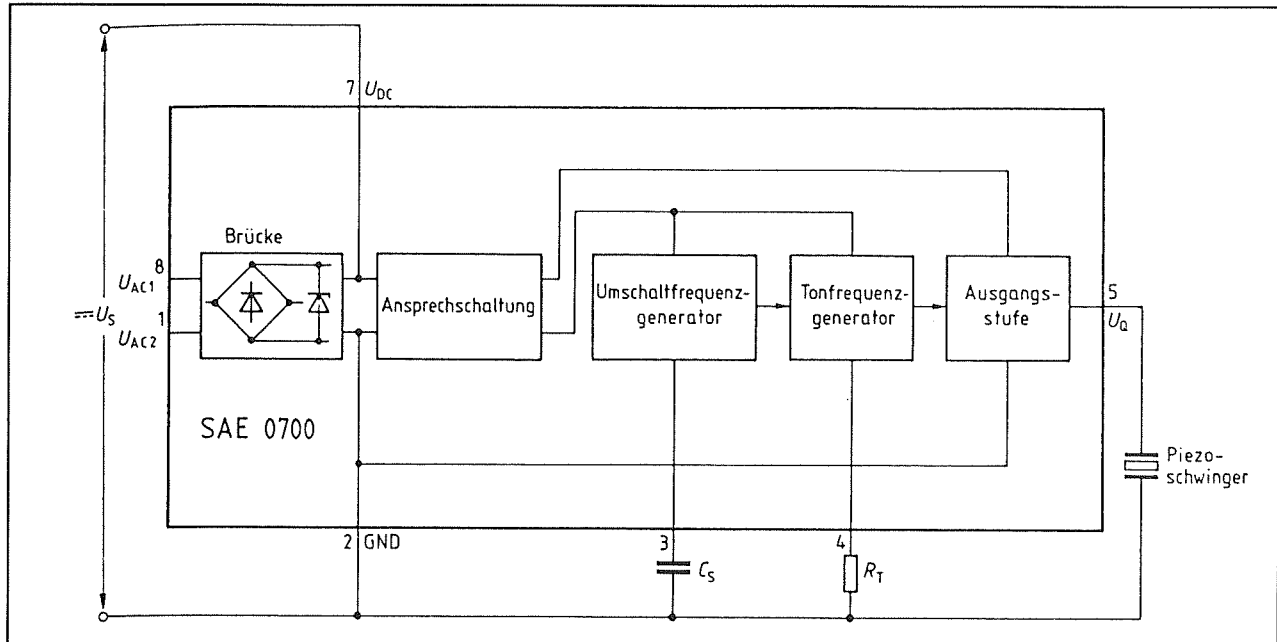 7 U_DC
Brücke
8
U_AC1
1
U_AC2
=U_S
Ansprechschaltung
Umschaltfrequenz-
generator
Tonfrequenz-
generator
Ausgangs-
stufe
5
U_Q
SAE 0700
Piezo-
schwinger
2 GND
3
C_S
4
R_T